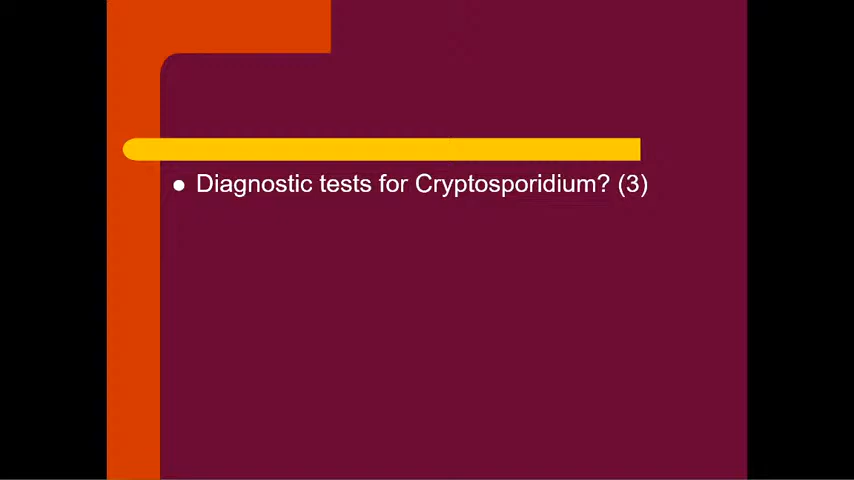 ● Diagnostic tests for Cryptosporidium? (3)